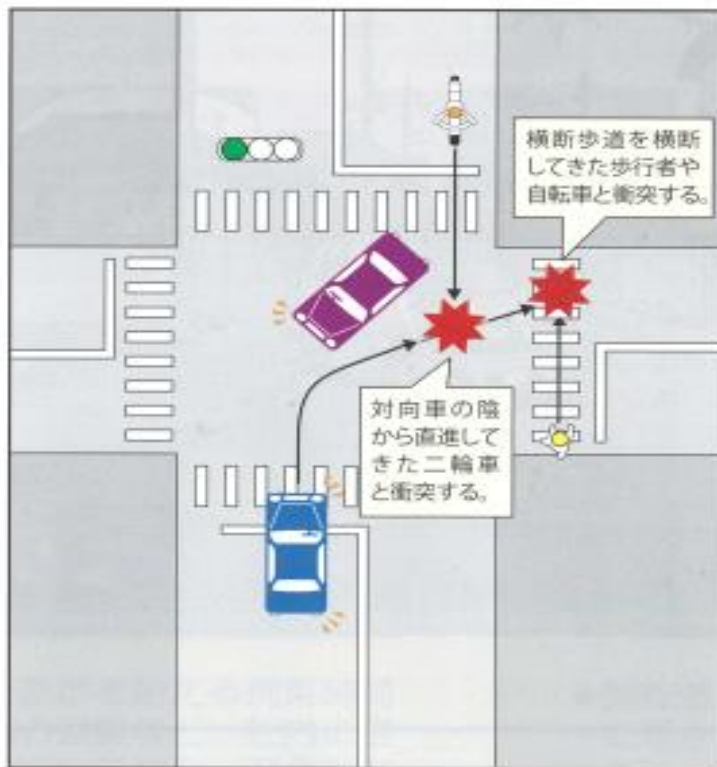 横断歩道を横断
してきた歩行者や
自転車と衝突する。
対向車の陰
から直進して
きた二輪車
と衝突する。